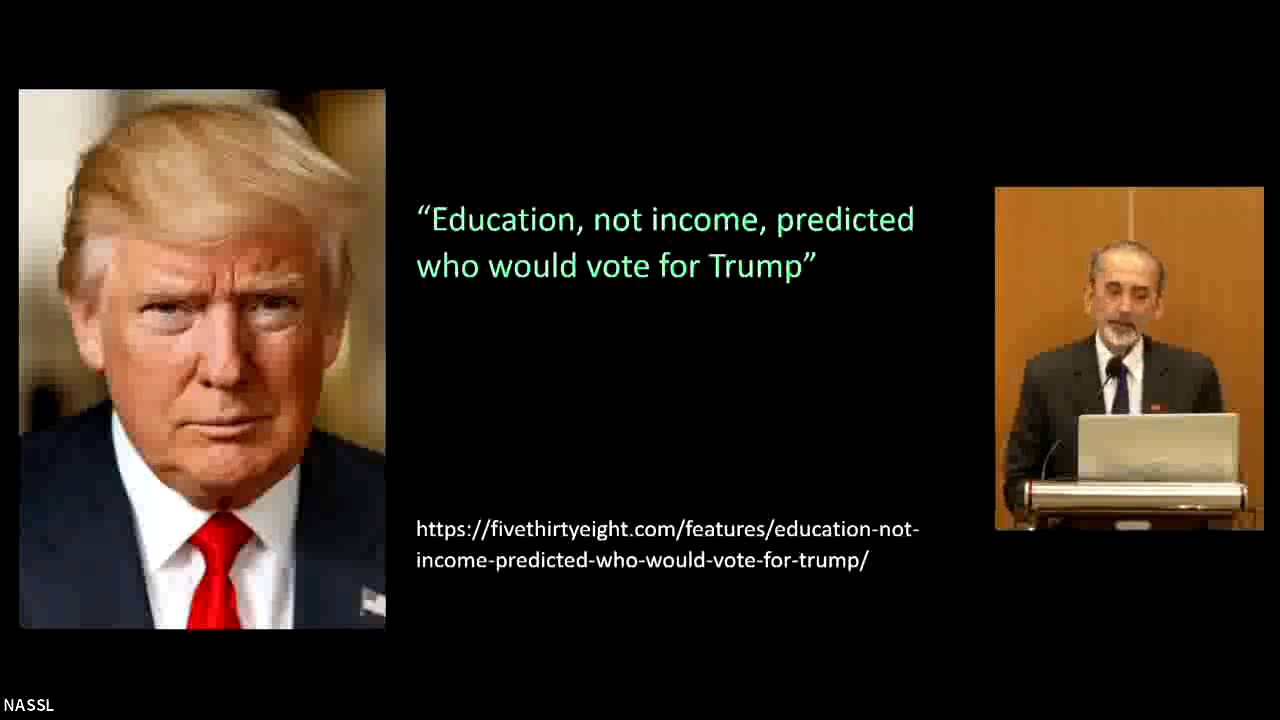 “Education, not income, predicted
who would vote for Trump”
https://fivethirtyeight.com/features/education-not-
income-predicted-who-would-vote-for-trump/
NASSL